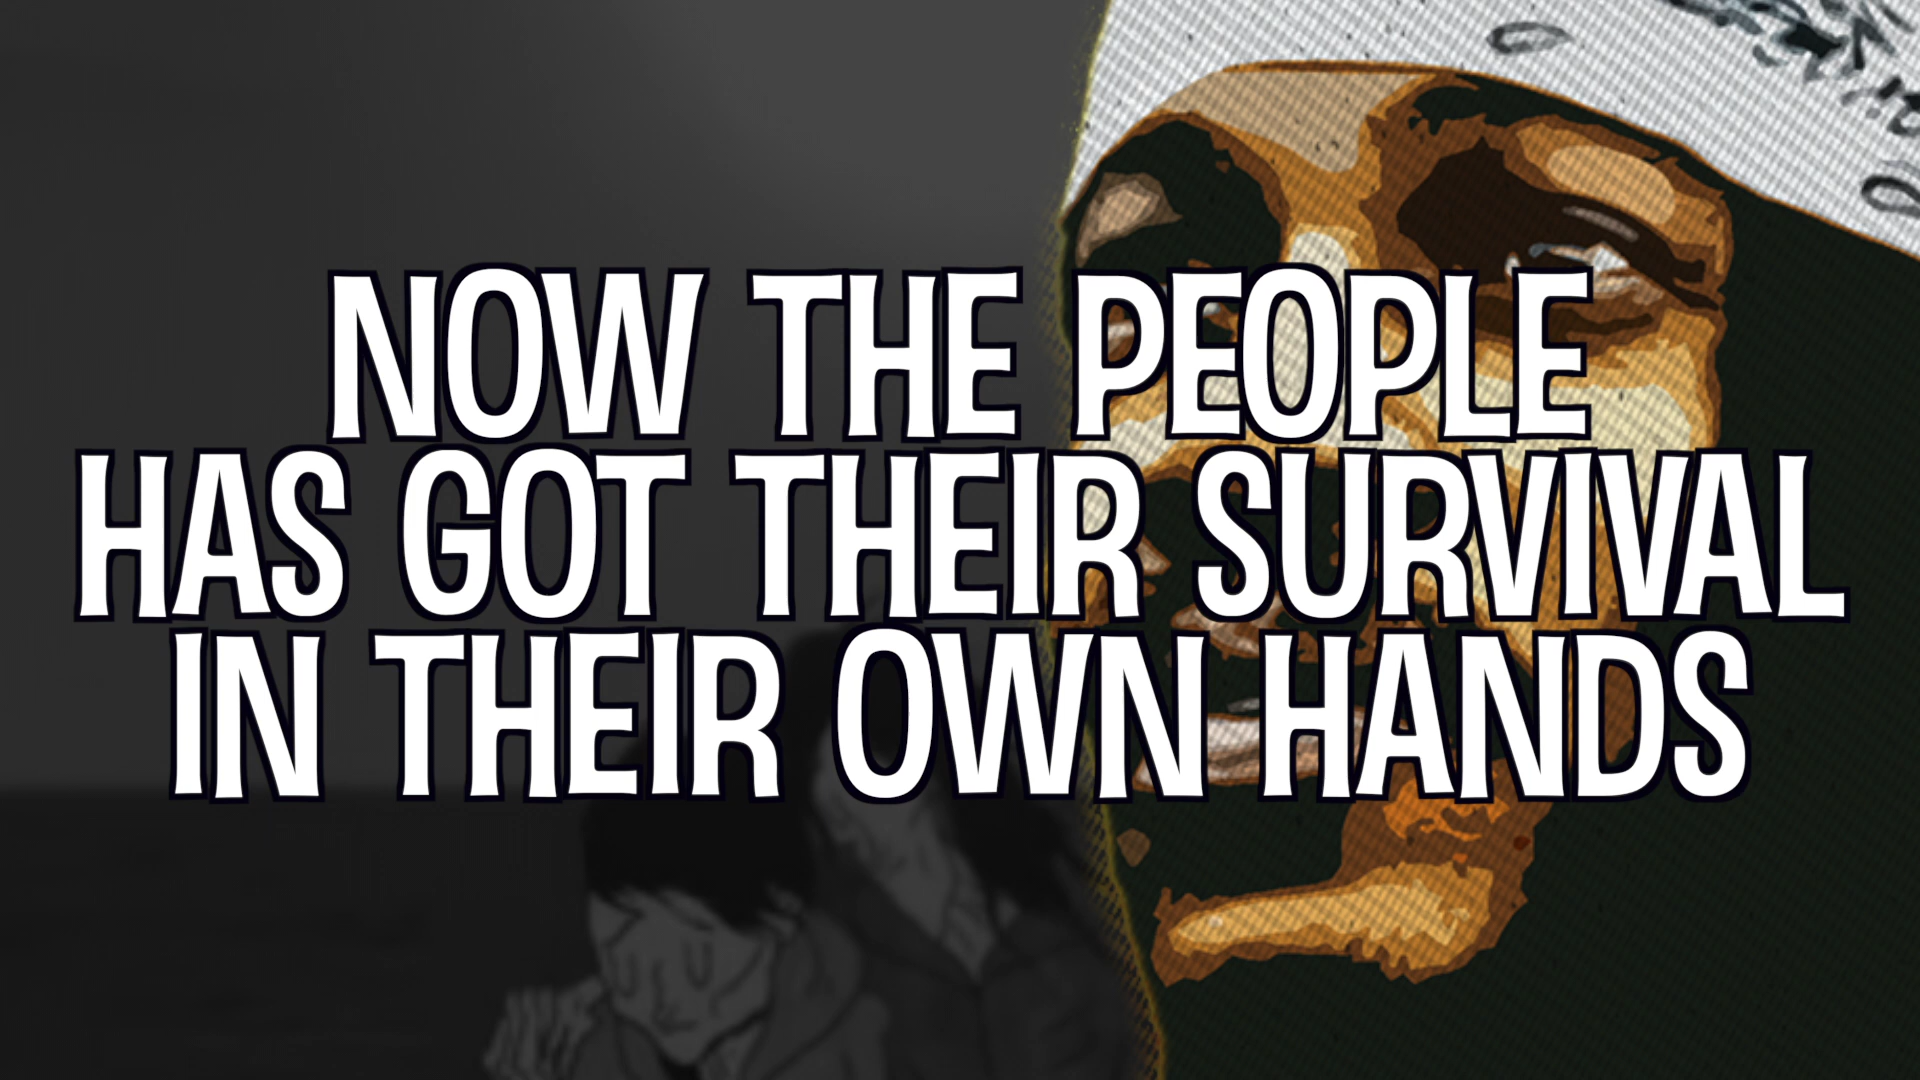 NOW THE PEOPLE
HAS GOT THEIR SURVIVAL
IN THEIR OWN HANDS